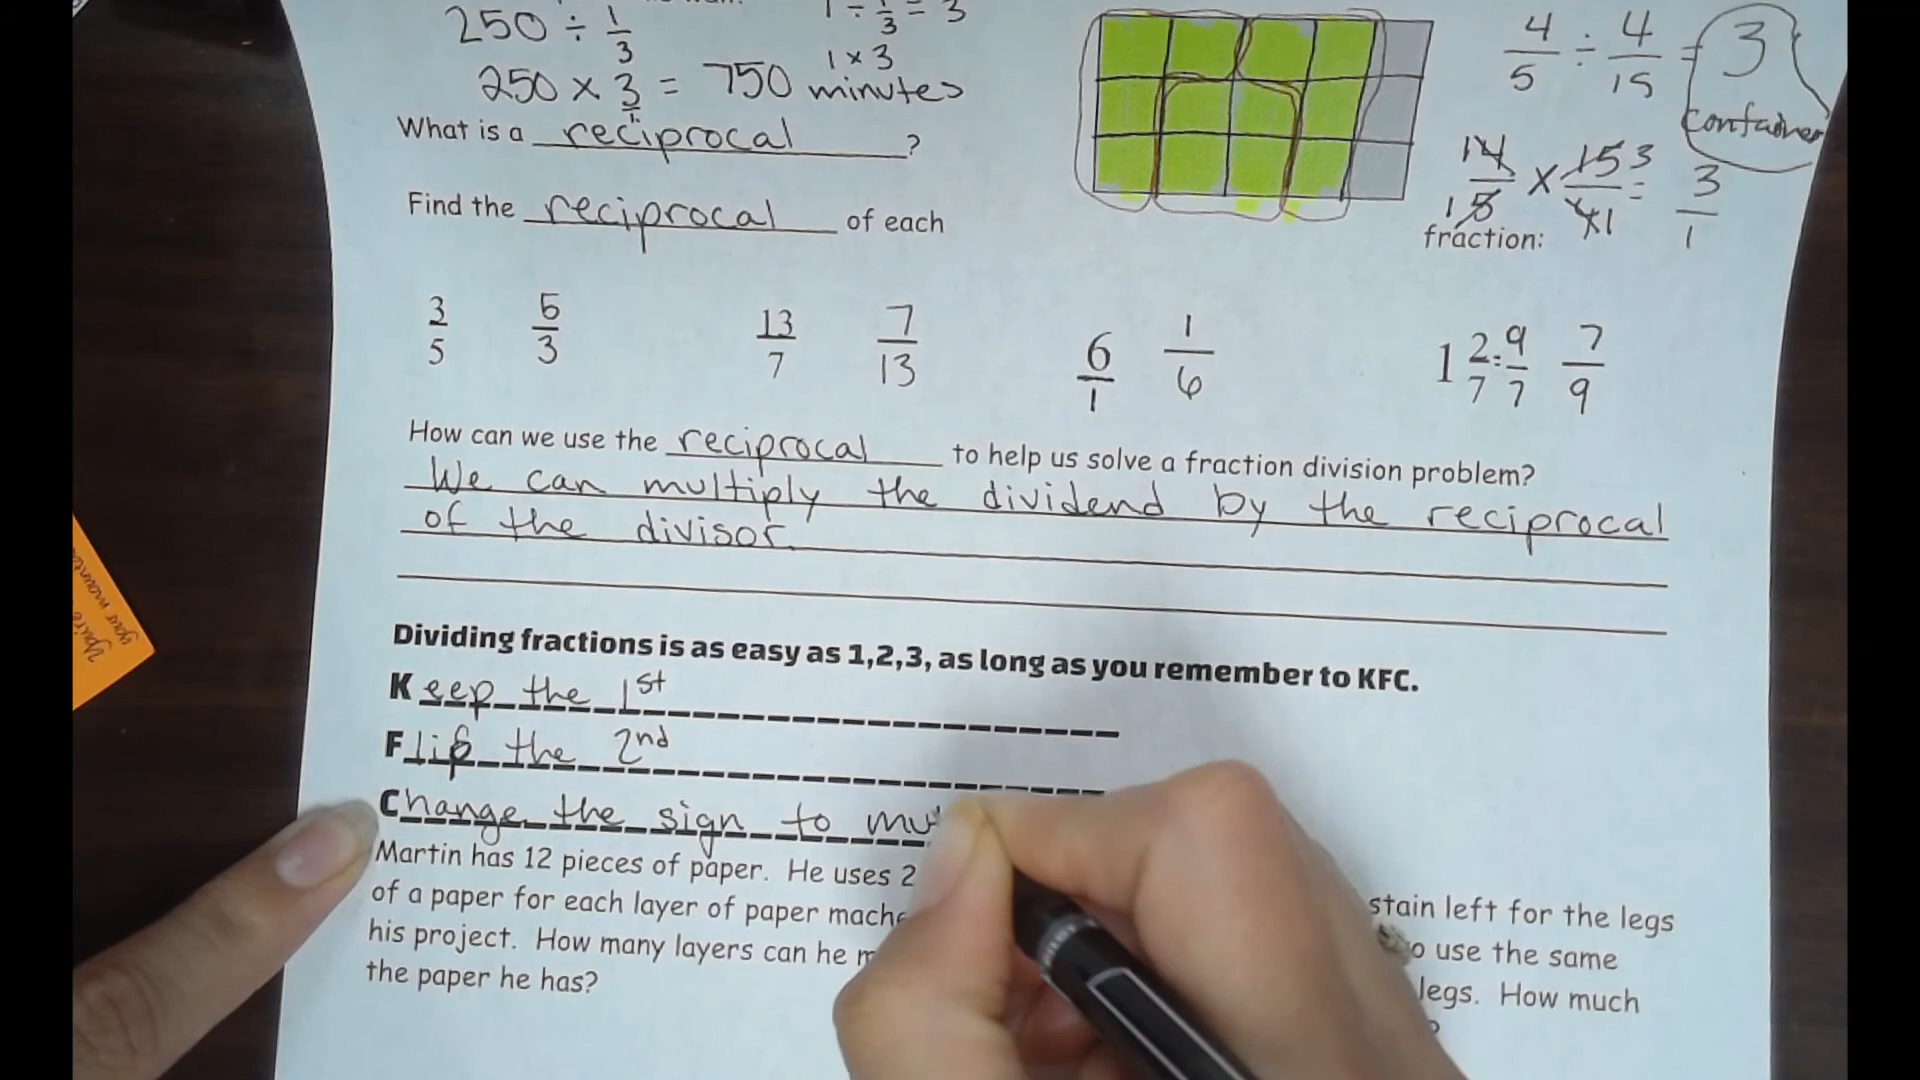 250 ÷ 1/3
1 ÷ 1/3 = 3
1 x 3
250 x 3/1 = 750 minutes
4/5 ÷ 4/15 = 3
container
What is a reciprocal ?
14/15 x 153/41 = 3/1
Find the reciprocal of each fraction:
3/5 5/3 13/7 7/13 6/1 1/6 1 2/7 = 9/7 7/9
How can we use the reciprocal to help us solve a fraction division problem?
We can multiply the dividend by the reciprocal
of the divisor.
Dividing fractions is as easy as 1,2,3, as long as you remember to KFC.
Keep the 1st
Flip the 2nd
Change the sign to mu
Martin has 12 pieces of paper. He uses 2
of a paper for each layer of paper mache
his project. How many layers can he
the paper he has?
stain left for the legs
to use the same
legs. How much
?
your